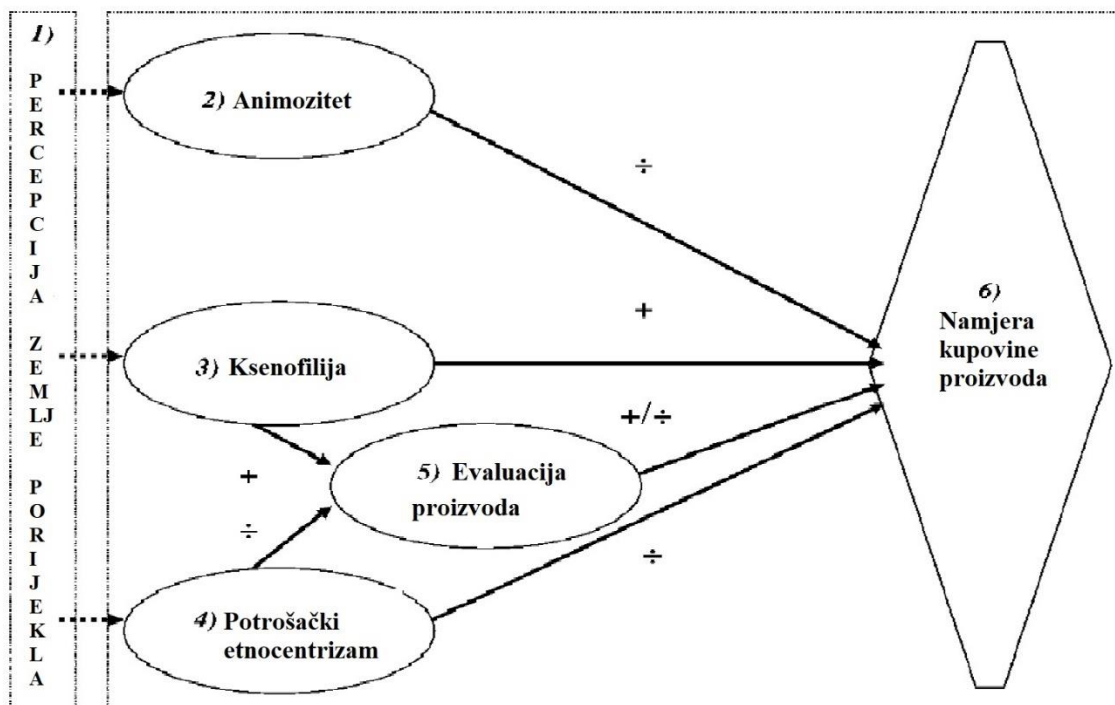 1)
PERCEPCIJA ZEMLJE PORIJEKLA
2) Animozitet
÷
+
3) Ksenofilija
+/÷
+
5) Evaluacija
proizvoda
÷
÷
4) Potrošački
etnocentrizam
6)
Namjera
kupovine
proizvoda